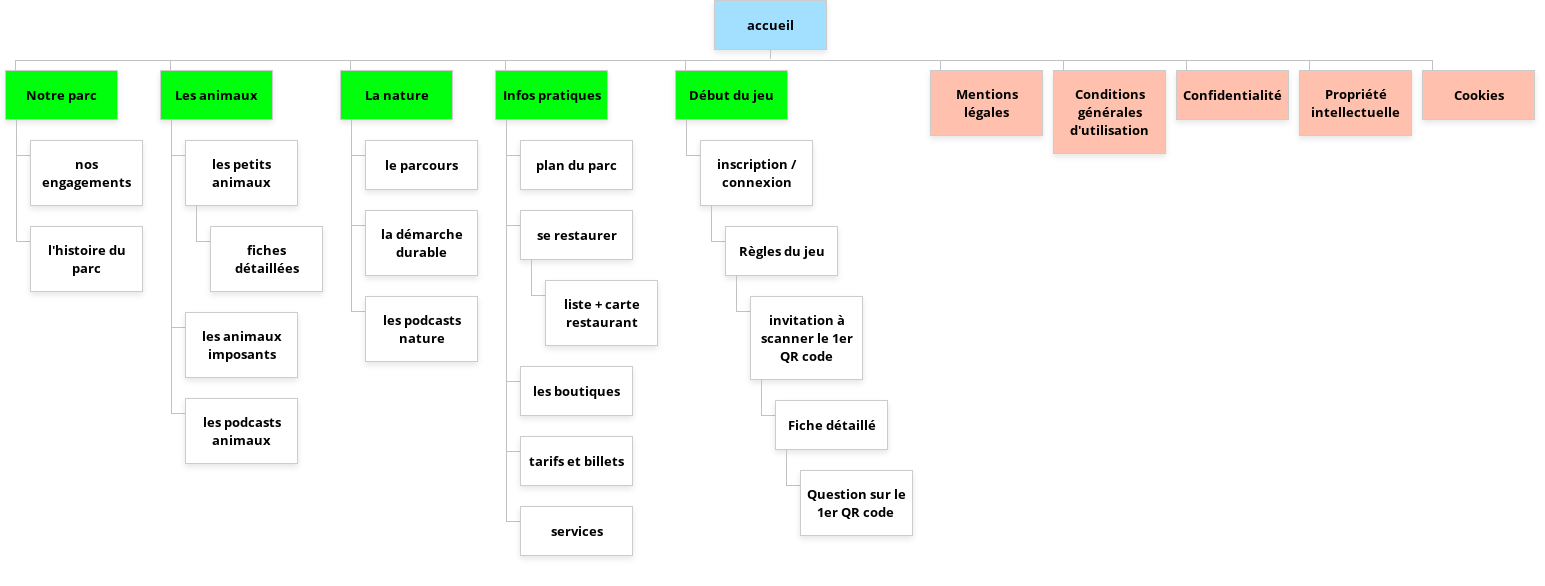 accueil
Notre parc
nos
engagements
l'histoire du
parc
Les animaux
les petits
animaux
fiches
détaillées
les animaux
imposants
les podcasts
animaux
La nature
le parcours
la démarche
durable
les podcasts
nature
Infos pratiques
plan du parc
se restaurer
liste + carte
restaurant
les boutiques
tarifs et billets
services
Début du jeu
inscription /
connexion
Règles du jeu
invitation à
scanner le 1er
QR code
Fiche détaillé
Question sur le
1er QR code
Mentions
légales
Conditions
générales
d'utilisation
Confidentialité
Propriété
intellectuelle
Cookies